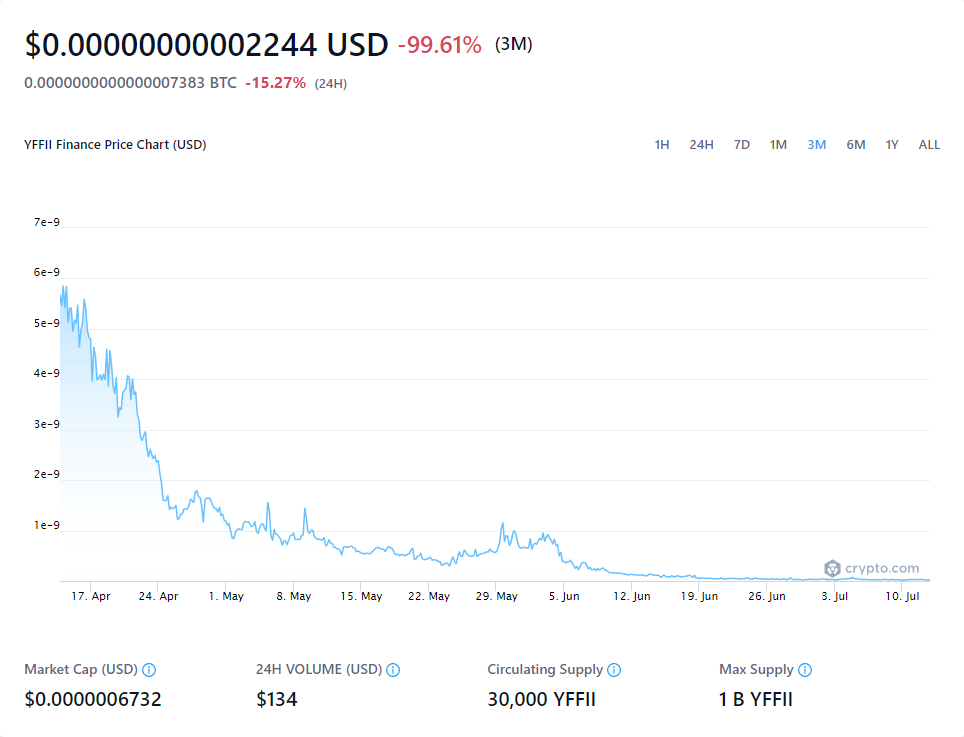 $0.00000000002244 USD -99.61% (3M)
0.0000000000000007383 BTC -15.27% (24H)
YFFII Finance Price Chart (USD) 1H 24H 7D 1M 3M 6M 1Y ALL
7e-9
6e-9
5e-9
4e-9
3e-9
2e-9
1e-9
crypto.com
17. Apr 24. Apr 1. May 8. May 15. May 22. May 29. May 5. Jun 12. Jun 19. Jun 26. Jun 3. Jul 10. Jul
Market Cap (USD) 24H VOLUME (USD) Circulating Supply Max Supply
$0.0000006732 $134 30,000 YFFII 1 B YFFII